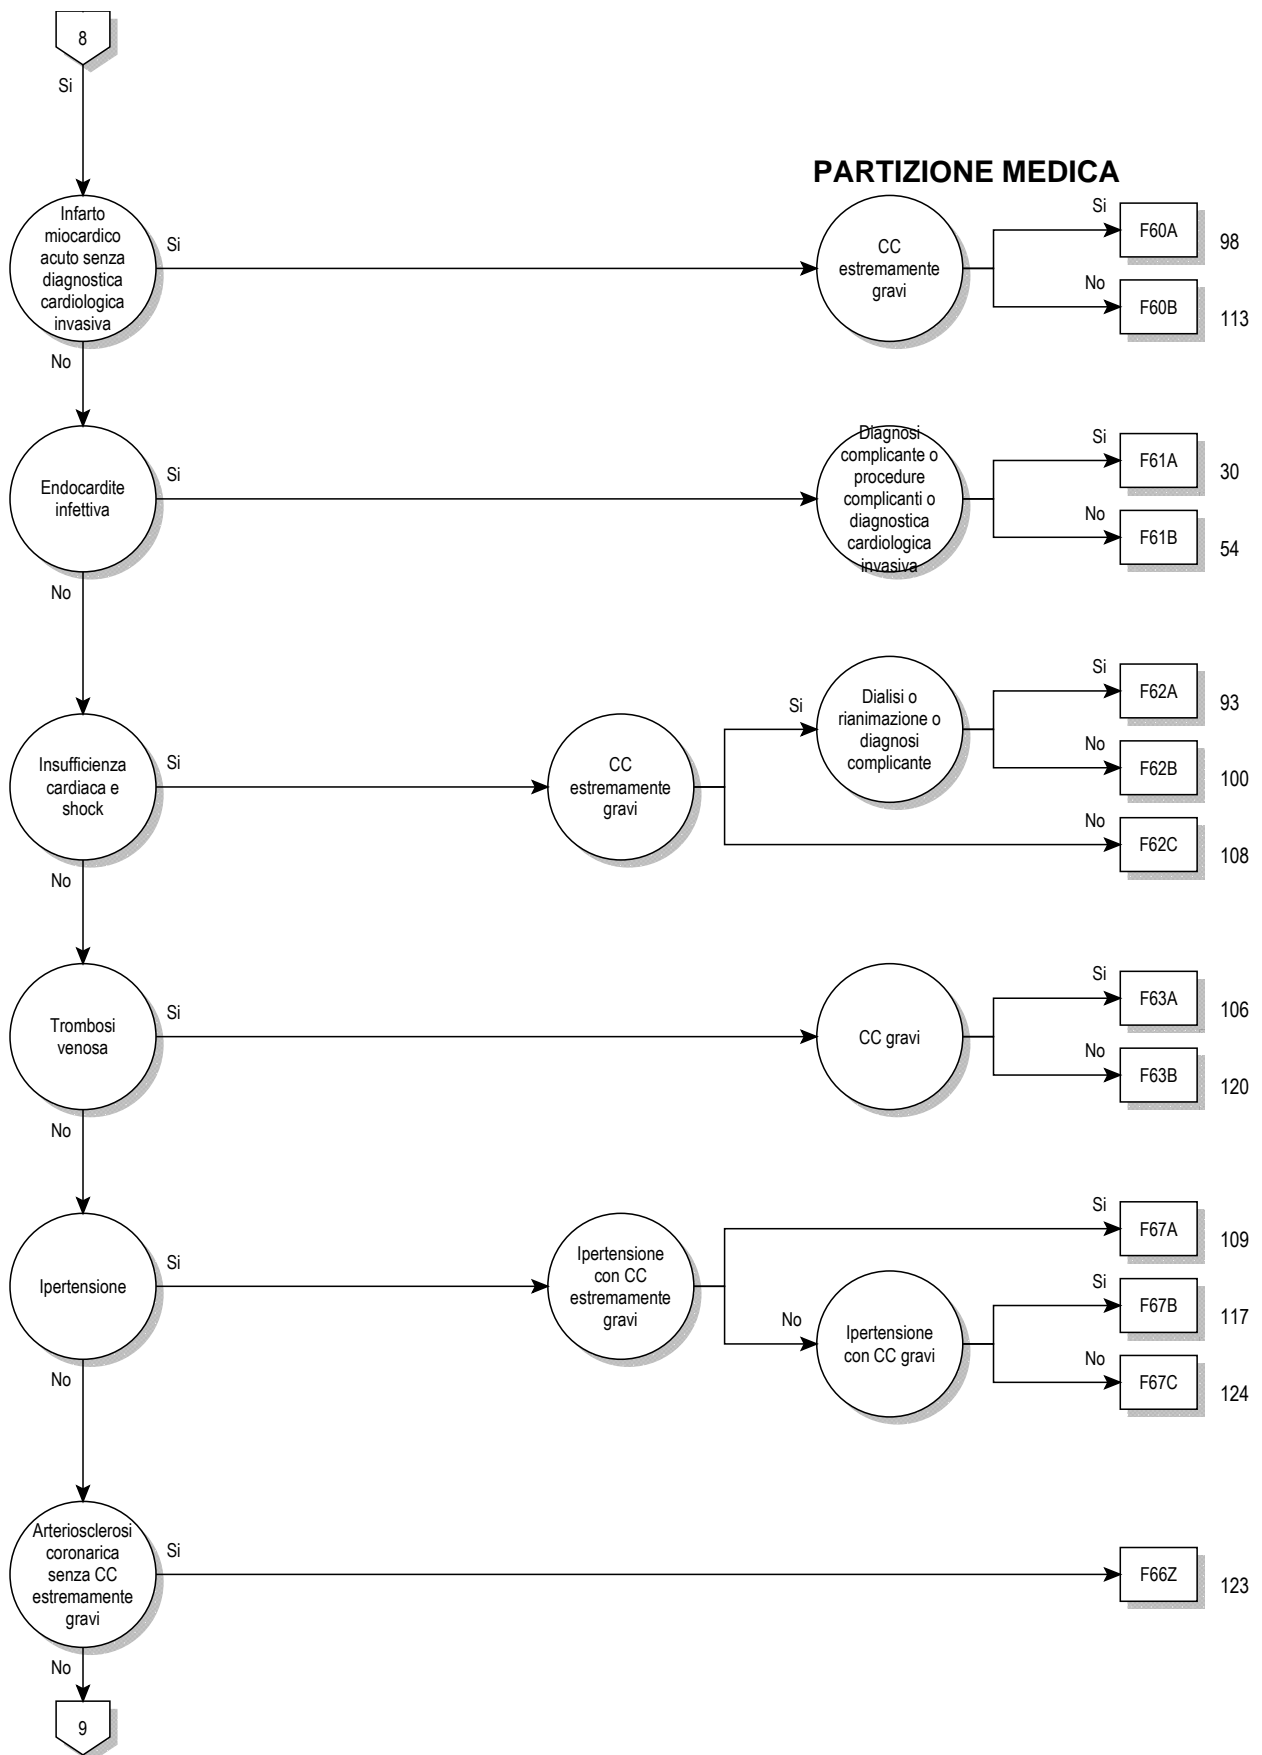 8
Si
PARTIZIONE MEDICA
Infarto
miocardico
acuto senza
diagnostica
cardiologica
invasiva
Si
CC
estremamente
gravi
Si
F60A
98
No
F60B
113
No
Endocardite
infettiva
Si
Diagnosi
complicante o
procedure
complicanti o
diagnostica
cardiologica
invasiva
Si
F61A
30
No
F61B
54
No
Insufficienza
cardiaca e
shock
Si
CC
estremamente
gravi
Si
Dialisi o
rianimazione o
diagnosi
complicante
Si
F62A
93
No
F62B
100
No
F62C
108
No
Trombosi
venosa
Si
CC gravi
Si
F63A
106
No
F63B
120
No
Ipertensione
Si
Ipertensione
con CC
estremamente
gravi
Si
F67A
109
No
Ipertensione
con CC gravi
Si
F67B
117
No
F67C
124
No
Arteriosclerosi
coronarica
senza CC
estremamente
gravi
Si
F66Z
123
No
9